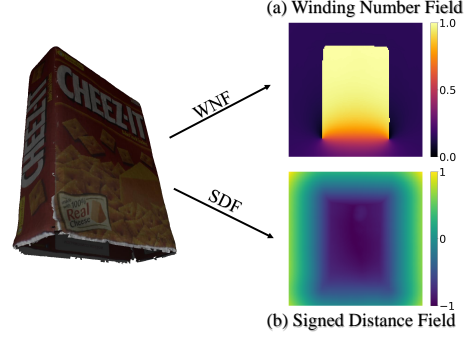 (a) Winding Number Field
1.0
0.5
0.0
WNF
CHEEZ-IT
CHEEZ-IT
100%
Real
Cheese
SDF
1
0
−1
(b) Signed Distance Field